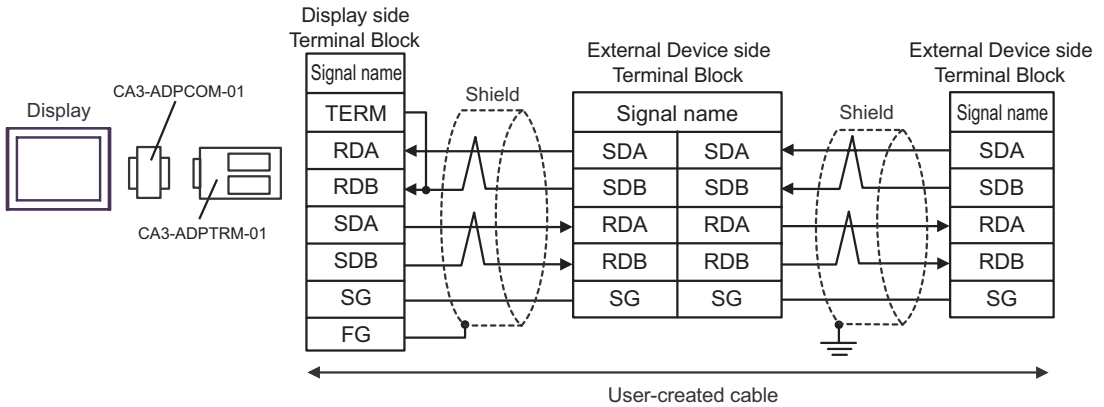 Display side
Terminal Block
External Device side
Terminal Block
External Device side
Terminal Block
Display
CA3-ADPCOM-01
CA3-ADPTRM-01
Signal name
Shield
Signal name
Shield
Signal name
TERM
RDA
SDA SDA
SDA
RDB
SDB SDB
SDB
SDA
RDA RDA
RDA
SDB
RDB RDB
RDB
SG
SG SG
SG
FG
User-created cable